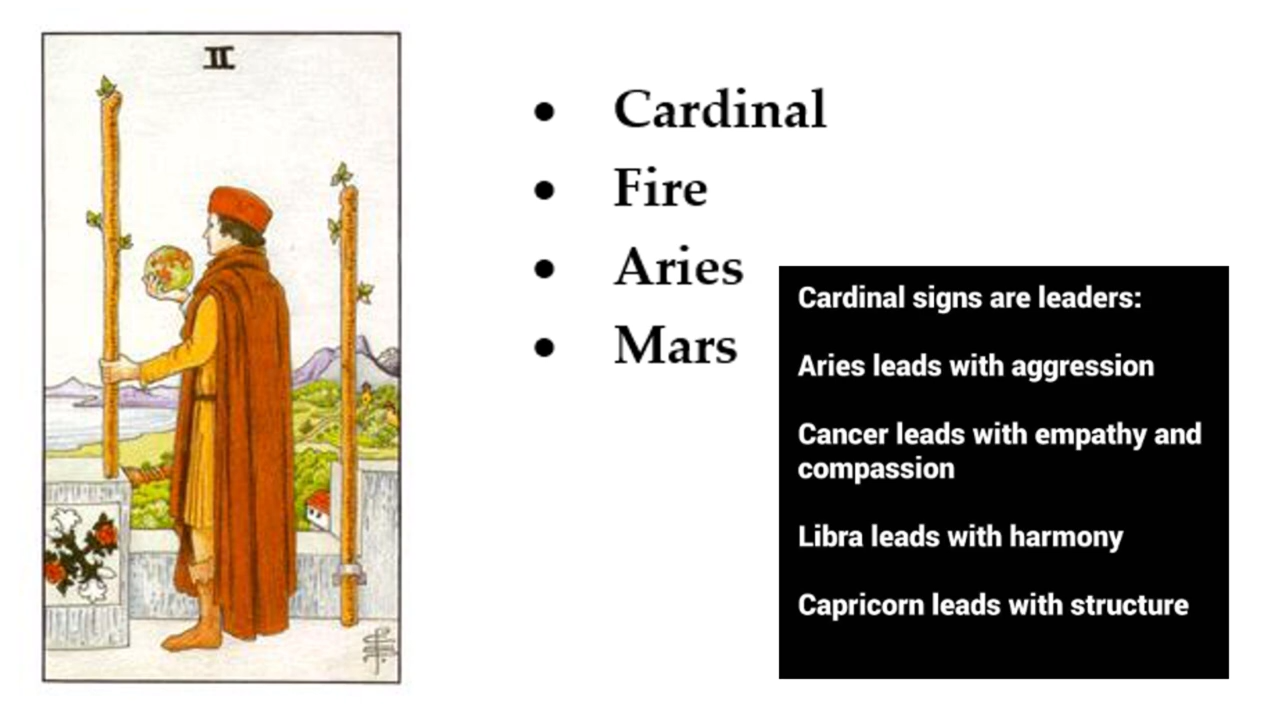 II
• Cardinal
• Fire
• Aries
• Mars
Cardinal signs are leaders:
Aries leads with aggression
Cancer leads with empathy and
compassion
Libra leads with harmony
Capricorn leads with structure